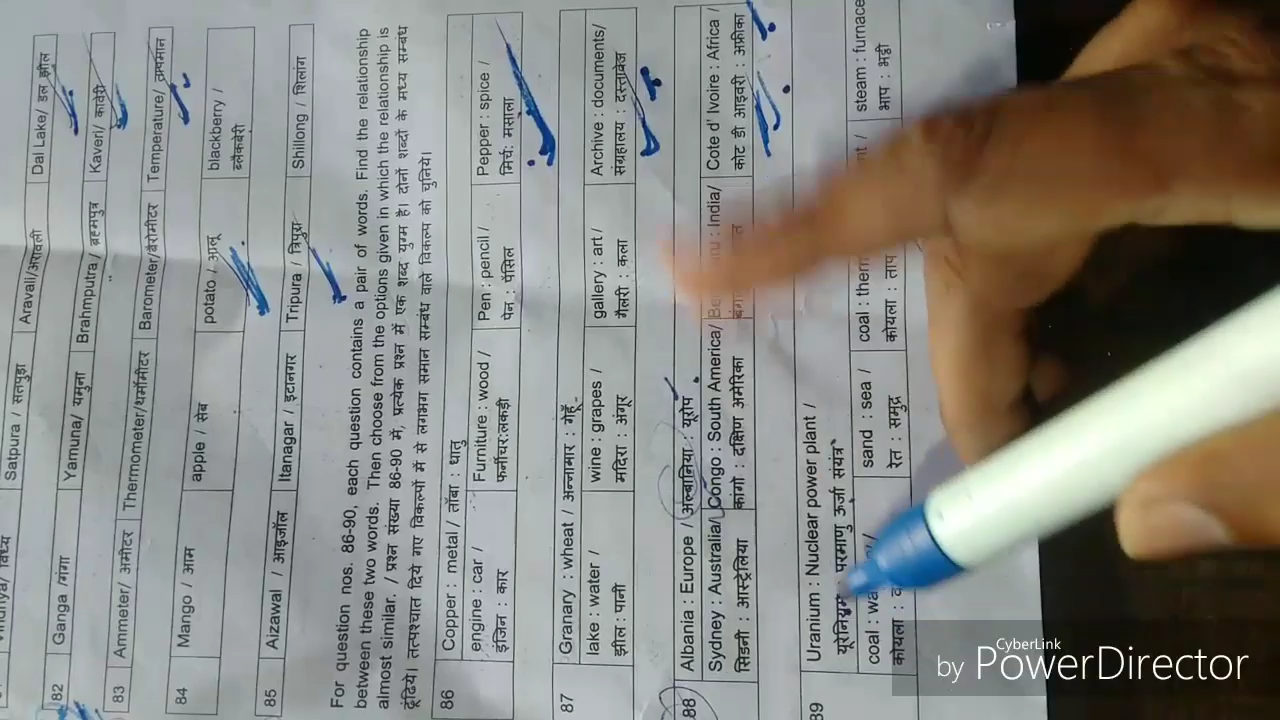 Satpura / सतपुड़ा Aravali/अरावली Dal Lake/ डल झील
82 Ganga /गंगा Yamuna/ यमुना Brahmputra / ब्रह्मपुत्र Kaveri/ कावेरी
83 Ammeter/ अमीटर Thermometer/थर्मोमीटर Barometer/बैरोमीटर Temperature/ तापमान
84 Mango / आम apple / सेब potato / आलू blackberry /
ब्लैकबेरी
85 Aizawal / आइजॉल Itanagar / इटानगर Tripura / त्रिपुरा Shillong / शिलांग
For question nos. 86-90, each question contains a pair of words. Find the relationship
between these two words. Then choose from the options given in which the relationship is
almost similar. / प्रश्न संख्या 86-90 में, प्रत्येक प्रश्न में एक शब्द युग्म है। दोनों शब्दों के मध्य सम्बंध
ढूंढिये। तत्पश्चात दिये गए विकल्पों में से लगभग समान सम्बंध वाले विकल्प को चुनिये।
86 Copper : metal / ताँबा : धातु
engine : car / Furniture : wood / Pen : pencil / Pepper : spice /
इंजिन : कार फर्नीचर:लकड़ी पेन : पेंसिल मिर्च: मसाला
87 Granary : wheat / अन्नागार : गेहूँ
lake : water / wine : grapes / gallery : art / Archive : documents/
झील : पानी मदिरा : अंगूर गैलरी : कला संग्रहालय : दस्तावेज
88 Albania : Europe / अल्बानिया : यूरोप
Sydney : Australia/ Congo : South America/ : India/ Cote d' Ivoire : Africa /
सिडनी : आस्ट्रेलिया कांगो : दक्षिण अमेरिका कोट डी आइवरी : अफ्रीका
89 Uranium : Nuclear power plant /
यूरेनियम : परमाणु ऊर्जा संयंत्र
coal : sand : sea / coal : steam : furnace
कोयला : रेत : समुद्र कोयला : ताप भाप : भट्टी
CyberLink
by PowerDirector